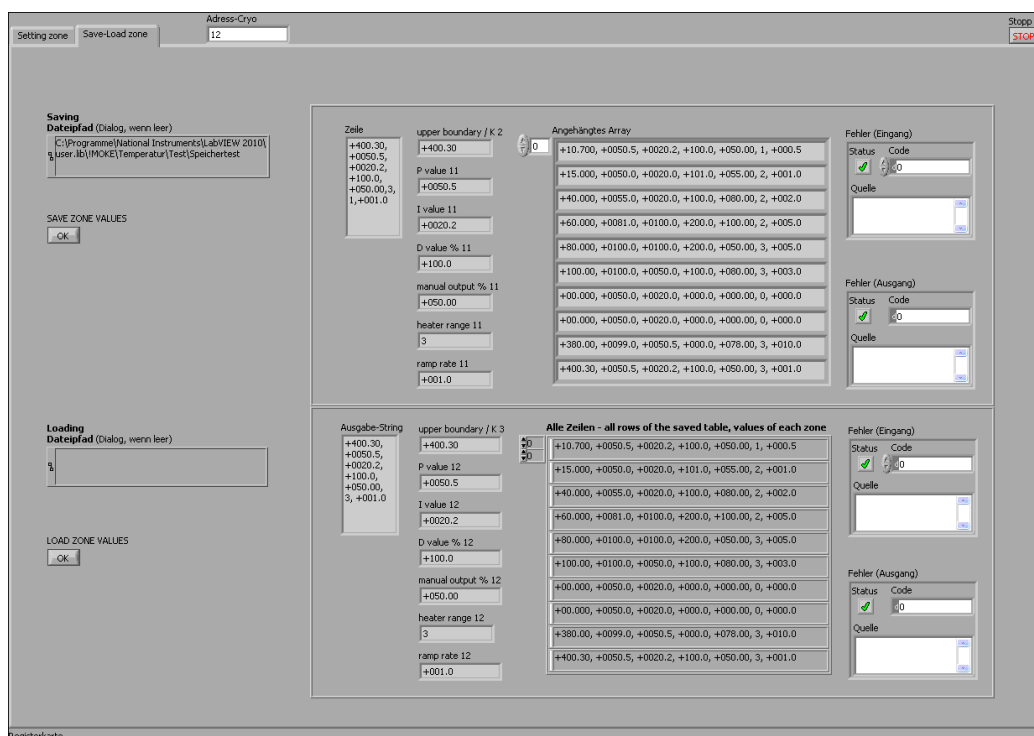 Adress-Cryo
Stopp
Setting zone
Save-Load zone
12
STOP
Saving
Dateipfad (Dialog, wenn leer)
C:\Programme\National Instruments\LabVIEW 2010\
user.lib\!MOKE\Temperatur\Test\Speichertest
SAVE ZONE VALUES
OK
Zeile
+400.30,
+0050.5,
+0020.2,
+100.0,
+050.00,3,
1,+001.0
upper boundary / K 2
+400.30
P value 11
+0050.5
I value 11
+0020.2
D value % 11
+100.0
manual output % 11
+050.00
heater range 11
3
ramp rate 11
+001.0
Angehängtes Array
0
+10.700, +0050.5, +0020.2, +100.0, +050.00, 1, +000.5
+15.000, +0050.0, +0020.0, +101.0, +055.00, 2, +001.0
+40.000, +0055.0, +0020.0, +100.0, +080.00, 2, +002.0
+60.000, +0081.0, +0100.0, +200.0, +100.00, 2, +005.0
+80.000, +0100.0, +0100.0, +200.0, +050.00, 3, +005.0
+100.00, +0100.0, +0050.0, +100.0, +080.00, 3, +003.0
+00.000, +0050.0, +0020.0, +000.0, +000.00, 0, +000.0
+00.000, +0050.0, +0020.0, +000.0, +000.00, 0, +000.0
+380.00, +0099.0, +0050.5, +000.0, +078.00, 3, +010.0
+400.30, +0050.5, +0020.2, +100.0, +050.00, 3, +001.0
Fehler (Eingang)
Status Code
0
Quelle
Fehler (Ausgang)
Status Code
0
Quelle
Loading
Dateipfad (Dialog, wenn leer)
LOAD ZONE VALUES
OK
Ausgabe-String
+400.30,
+0050.5,
+0020.2,
+100.0,
+050.00,
3, +001.0
upper boundary / K 3
+400.30
P value 12
+0050.5
I value 12
+0020.2
D value % 12
+100.0
manual output % 12
+050.00
heater range 12
3
ramp rate 12
+001.0
Alle Zeilen - all rows of the saved table, values of each zone
0
0
+10.700, +0050.5, +0020.2, +100.0, +050.00, 1, +000.5
+15.000, +0050.0, +0020.0, +101.0, +055.00, 2, +001.0
+40.000, +0055.0, +0020.0, +100.0, +080.00, 2, +002.0
+60.000, +0081.0, +0100.0, +200.0, +100.00, 2, +005.0
+80.000, +0100.0, +0100.0, +200.0, +050.00, 3, +005.0
+100.00, +0100.0, +0050.0, +100.0, +080.00, 3, +003.0
+00.000, +0050.0, +0020.0, +000.0, +000.00, 0, +000.0
+00.000, +0050.0, +0020.0, +000.0, +000.00, 0, +000.0
+380.00, +0099.0, +0050.5, +000.0, +078.00, 3, +010.0
+400.30, +0050.5, +0020.2, +100.0, +050.00, 3, +001.0
Fehler (Eingang)
Status Code
0
Quelle
Fehler (Ausgang)
Status Code
0
Quelle
Registerkarte